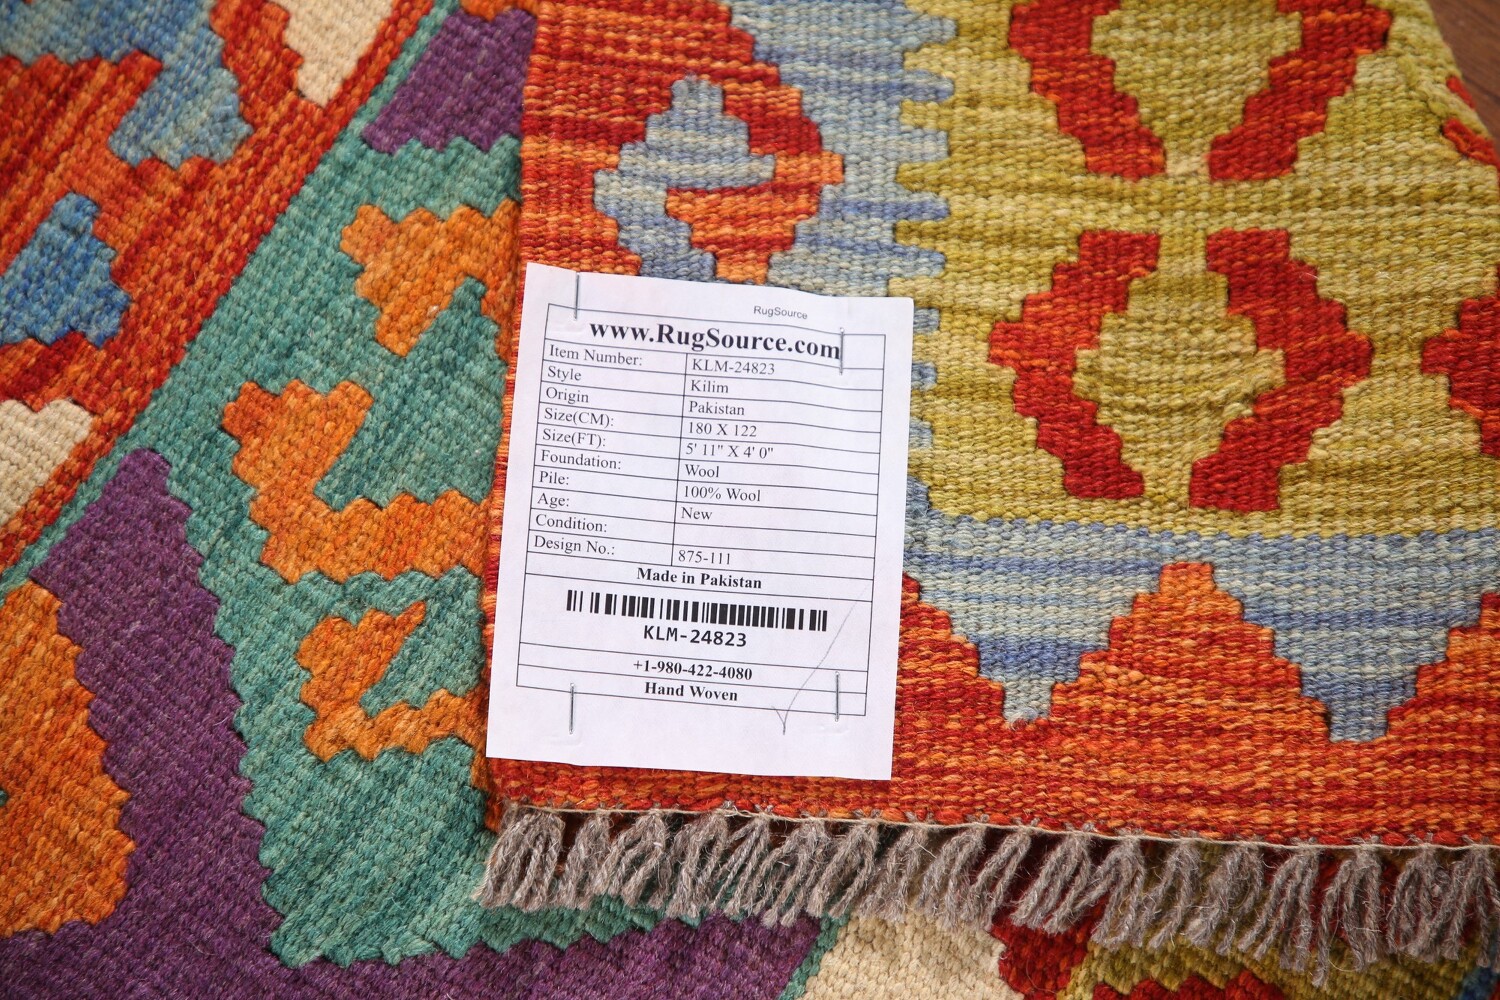 RugSource
www.RugSource.com
Item Number: KLM-24823
Style Kilim
Origin Pakistan
Size(CM): 180 X 122
Size(FT): 5' 11" X 4' 0"
Foundation: Wool
Pile: 100% Wool
Age: New
Condition:
Design No.: 875-111
Made in Pakistan
KLM-24823
+1-980-422-4080
Hand Woven